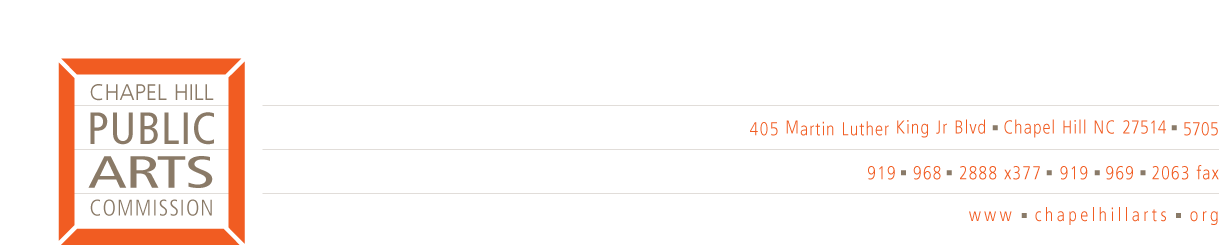 CHAPEL HILL
PUBLIC
ARTS
COMMISSION
405 Martin Luther King Jr Blvd ▪ Chapel Hill NC 27514 ▪ 5705
919 ▪ 968 ▪ 2888 x377 ▪ 919 ▪ 969 ▪ 2063 fax
www ▪ chapelhillarts ▪ org